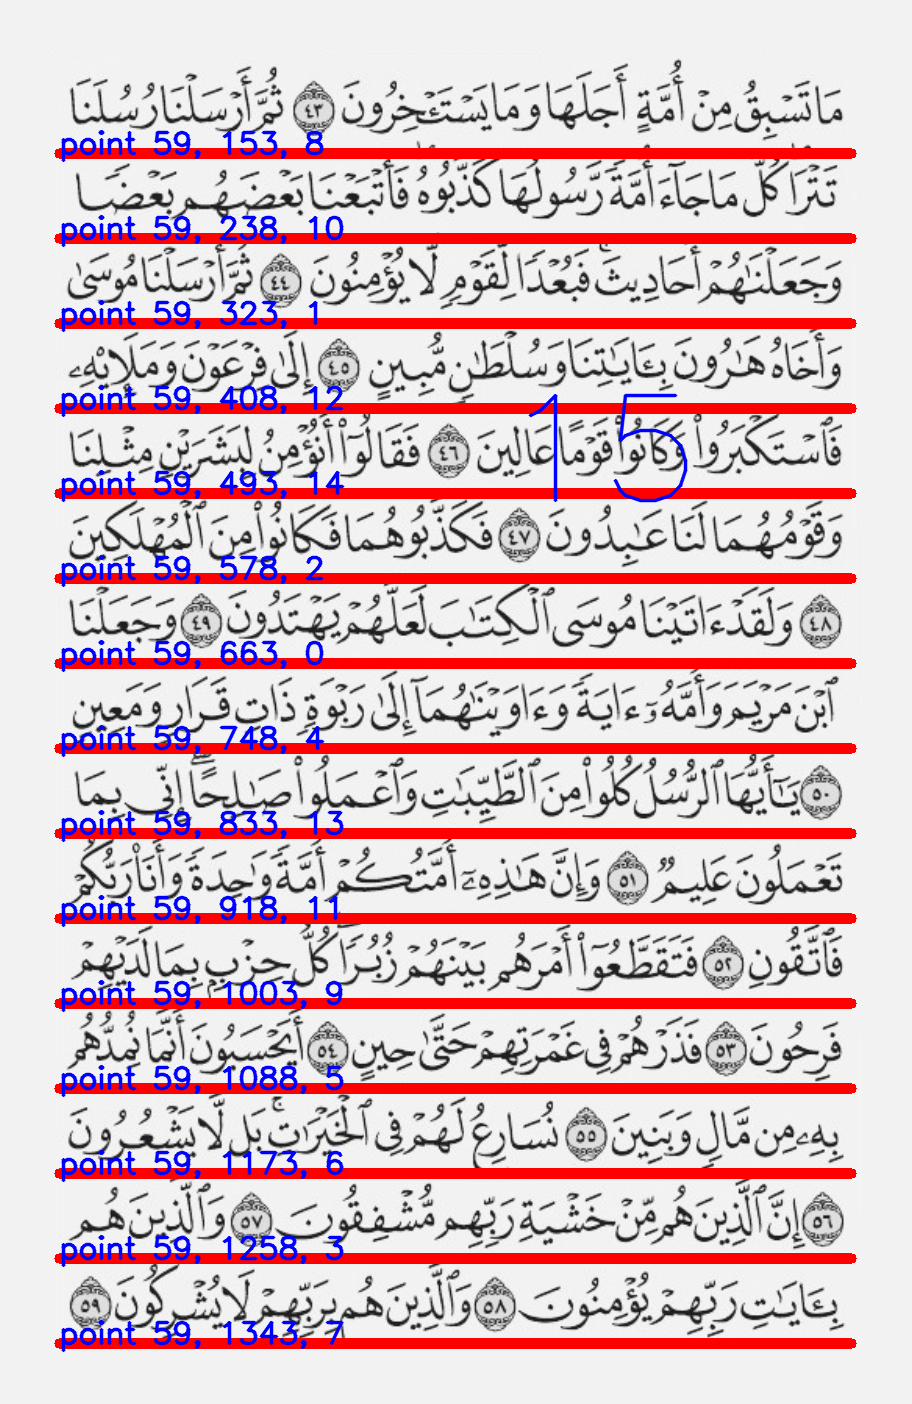 مَا تَسْبِقُ مِنْ أُمَّةٍ أَجَلَهَا وَمَا يَسْتَـْٔخِرُونَ ٤٣ ثُمَّ أَرْسَلْنَا رُسُلَنَا
point 59, 153, 8
تَتْرَا كُلَّ مَا جَآءَ أُمَّةً رَّسُولُهَا كَذَّبُوهُ فَأَتْبَعْنَا بَعْضَهُم بَعْضًا
point 59, 238, 10
وَجَعَلْنَٰهُمْ أَحَادِيثَ ۚ فَبُعْدًا لِّقَوْمٍ لَّا يُؤْمِنُونَ ٤٤ ثُمَّ أَرْسَلْنَا مُوسَىٰ
point 59, 323, 1
وَأَخَاهُ هَٰرُونَ بِـَٔايَٰتِنَا وَسُلْطَٰنٍ مُّبِينٍ ٤٥ إِلَىٰ فِرْعَوْنَ وَمَلَإِي۟هِۦ
point 59, 408, 12
فَٱسْتَكْبَرُوا۟ وَكَانُوا۟ قَوْمًا عَالِينَ ٤٦ فَقَالُوٓا۟ أَنُؤْمِنُ لِبَشَرَيْنِ مِثْلِنَا
15
point 59, 493, 14
وَقَوْمُهُمَا لَنَا عَٰبِدُونَ ٤٧ فَكَذَّبُوهُمَا فَكَانُوا۟ مِنَ ٱلْمُهْلَكِينَ
point 59, 578, 2
٤٨ وَلَقَدْ ءَاتَيْنَا مُوسَى ٱلْكِتَٰبَ لَعَلَّهُمْ يَهْتَدُونَ ٤٩ وَجَعَلْنَا
point 59, 663, 0
ٱبْنَ مَرْيَمَ وَأُمَّهُۥٓ ءَايَةً وَءَاوَيْنَٰهُمَآ إِلَىٰ رَبْوَةٍ ذَاتِ قَرَارٍ وَمَعِينٍ
point 59, 748, 4
٥٠ يَٰٓأَيُّهَا ٱلرُّسُلُ كُلُوا۟ مِنَ ٱلطَّيِّبَٰتِ وَٱعْمَلُوا۟ صَٰلِحًا ۖ إِنِّى بِمَا
point 59, 833, 13
تَعْمَلُونَ عَلِيمٌ ٥١ وَإِنَّ هَٰذِهِۦٓ أُمَّتُكُمْ أُمَّةً وَٰحِدَةً وَأَنَا۠ رَبُّكُمْ
point 59, 918, 11
فَٱتَّقُونِ ٥٢ فَتَقَطَّعُوٓا۟ أَمْرَهُم بَيْنَهُمْ زُبُرًا ۖ كُلُّ حِزْبٍۭ بِمَا لَدَيْهِمْ
point 59, 1003, 9
فَرِحُونَ ٥٣ فَذَرْهُمْ فِى غَمْرَتِهِمْ حَتَّىٰ حِينٍ ٥٤ أَيَحْسَبُونَ أَنَّمَا نُمِدُّهُم
point 59, 1088, 5
بِهِۦ مِن مَّالٍ وَبَنِينَ ٥٥ نُسَارِعُ لَهُمْ فِى ٱلْخَيْرَٰتِ ۚ بَل لَّا يَشْعُرُونَ
point 59, 1173, 6
٥٦ إِنَّ ٱلَّذِينَ هُم مِّنْ خَشْيَةِ رَبِّهِم مُّشْفِقُونَ ٥٧ وَٱلَّذِينَ هُم
point 59, 1258, 3
بِـَٔايَٰتِ رَبِّهِمْ يُؤْمِنُونَ ٥٨ وَٱلَّذِينَ هُم بِرَبِّهِمْ لَا يُشْرِكُونَ ٥٩
point 59, 1343, 7